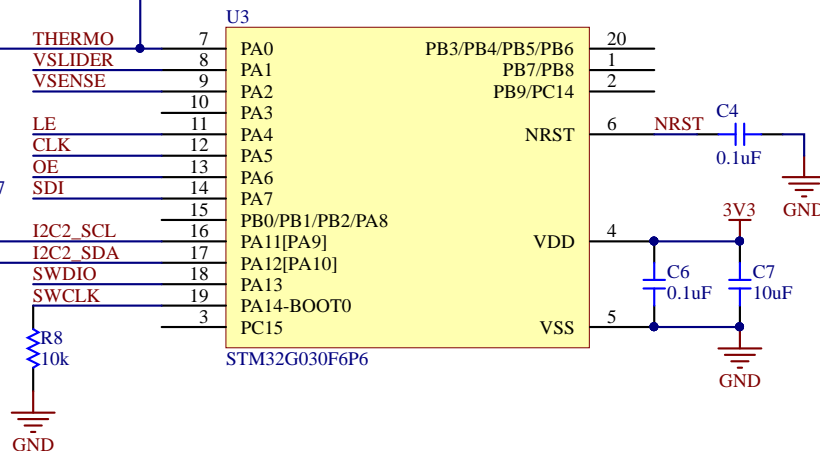 U3
THERMO 7 PA0 PB3/PB4/PB5/PB6 20
VSLIDER 8 PA1 PB7/PB8 1
VSENSE 9 PA2 PB9/PC14 2
10 PA3
LE 11 PA4 NRST 6 NRST C4
CLK 12 PA5 0.1uF
OE 13 PA6
7 SDI 14 PA7
GND
15 PB0/PB1/PB2/PA8 3V3
I2C2_SCL 16 PA11[PA9] VDD 4
I2C2_SDA 17 PA12[PA10]
SWDIO 18 PA13 C6 C7
SWCLK 19 PA14-BOOT0 0.1uF 10uF
3 PC15 VSS 5
R8
10k
STM32G030F6P6
GND
GND